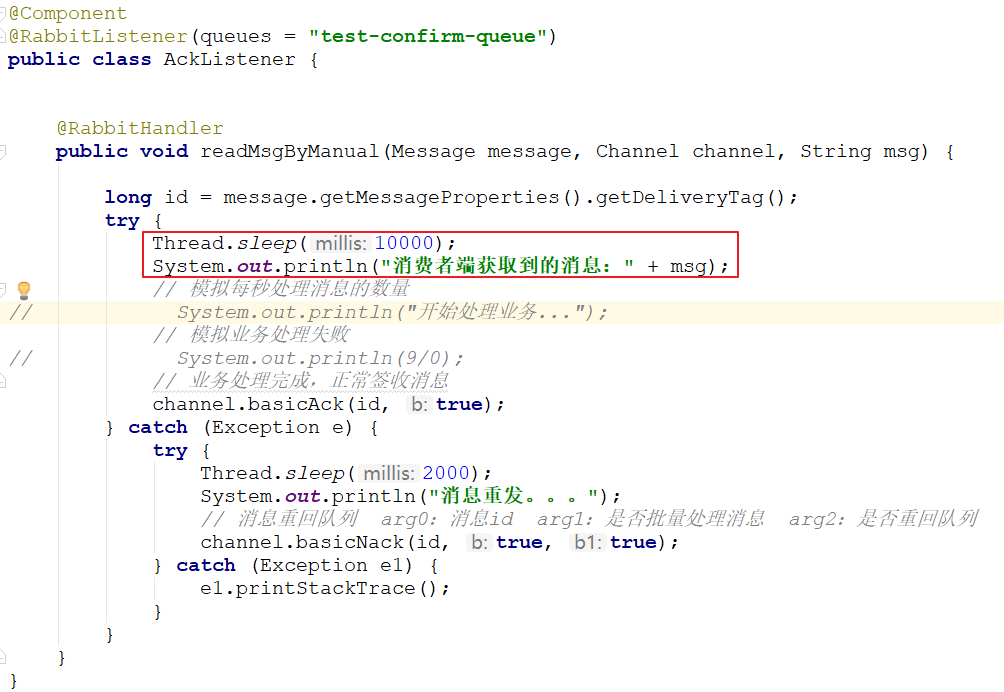 @Component
@RabbitListener(queues = "test-confirm-queue")
public class AckListener {
@RabbitHandler
public void readMsgByManual(Message message, Channel channel, String msg) {
long id = message.getMessageProperties().getDeliveryTag();
try {
Thread.sleep( millis: 10000);
System.out.println("消费者端获取到的消息：" + msg);
// 模拟每秒处理消息的数量
// System.out.println("开始处理业务...");
// 模拟业务处理失败
// System.out.println(9/0);
// 业务处理完成，正常签收消息
channel.basicAck(id, b: true);
} catch (Exception e) {
try {
Thread.sleep( millis: 2000);
System.out.println("消息重发。。。");
// 消息重回队列 arg0：消息id arg1：是否批量处理消息 arg2：是否重回队列
channel.basicNack(id, b: true, b1: true);
} catch (Exception e1) {
e1.printStackTrace();
}
}
}
}